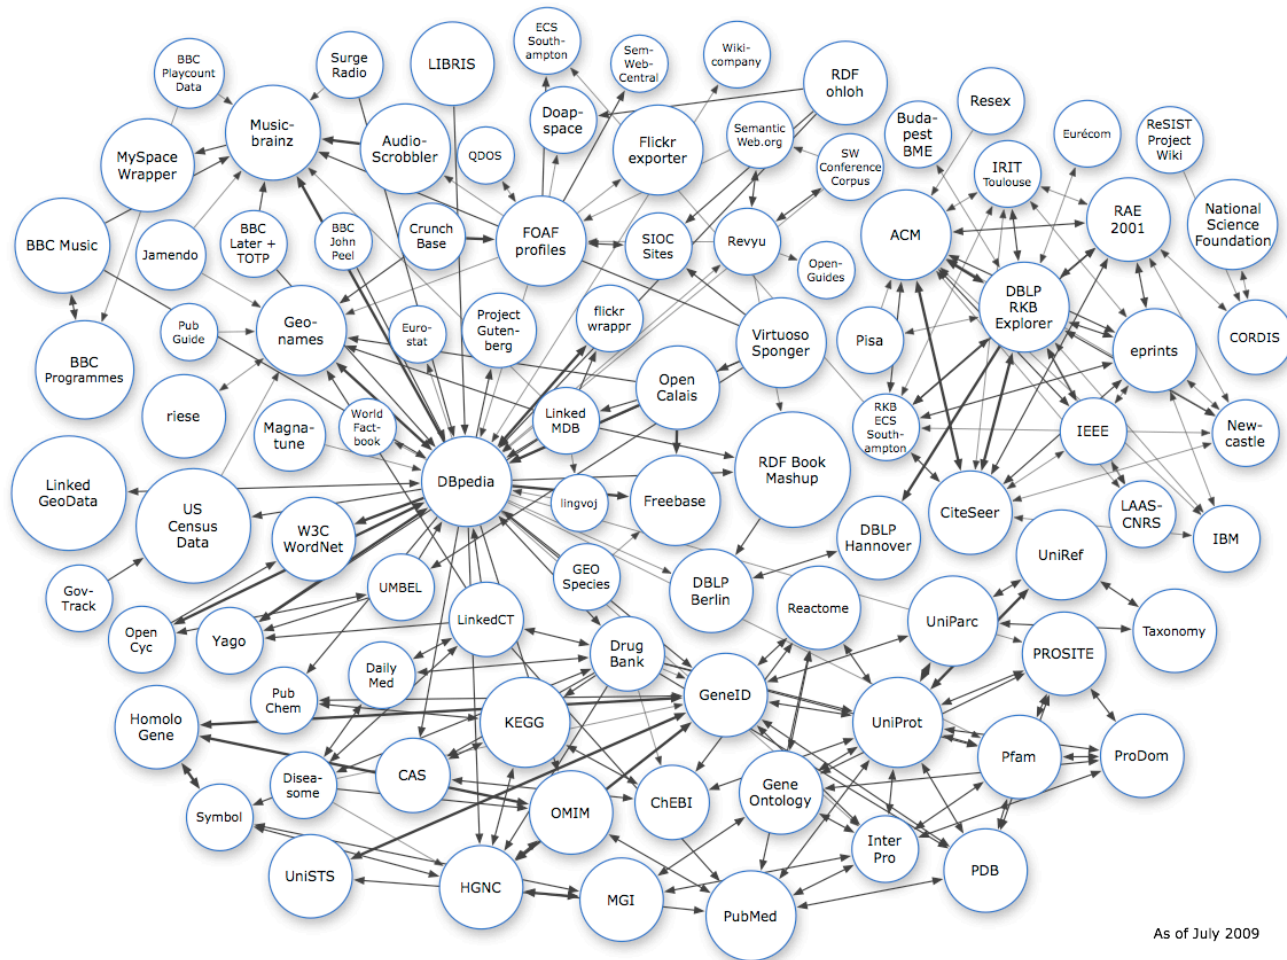 BBC
Playcount
Data
Surge
Radio
LIBRIS
ECS
South-
ampton
Sem-
Web-
Central
Wiki-
company
RDF
ohloh
Resex
Music-
brainz
Audio-
Scrobbler
MySpace
Wrapper
QDOS
Doap-
space
Flickr
exporter
Semantic
Web.org
SW
Conference
Corpus
Buda-
pest
BME
IRIT
Toulouse
Eurécom
ReSIST
Project
Wiki
BBC Music
Jamendo
BBC
Later +
TOTP
BBC
John
Peel
Crunch
Base
FOAF
profiles
SIOC
Sites
Revyu
Open-
Guides
ACM
RAE
2001
National
Science
Foundation
DBLP
RKB
Explorer
BBC
Programmes
Pub
Guide
Geo-
names
Euro-
stat
Project
Guten-
berg
flickr
wrappr
Virtuoso
Sponger
Pisa
eprints
CORDIS
riese
Magna-
tune
World
Fact-
book
Linked
MDB
Open
Calais
RKB
ECS
South-
ampton
IEEE
New-
castle
Linked
GeoData
US
Census
Data
W3C
WordNet
DBpedia
lingvoj
Freebase
RDF Book
Mashup
DBLP
Hannover
CiteSeer
LAAS-
CNRS
IBM
Gov-
Track
Open
Cyc
Yago
UMBEL
LinkedCT
GEO
Species
DBLP
Berlin
Reactome
UniParc
UniRef
Taxonomy
Daily
Med
Drug
Bank
PROSITE
Homolo
Gene
Pub
Chem
KEGG
GeneID
UniProt
Pfam
ProDom
Symbol
Disea-
some
CAS
OMIM
ChEBI
Gene
Ontology
Inter
Pro
PDB
UniSTS
HGNC
MGI
PubMed
As of July 2009